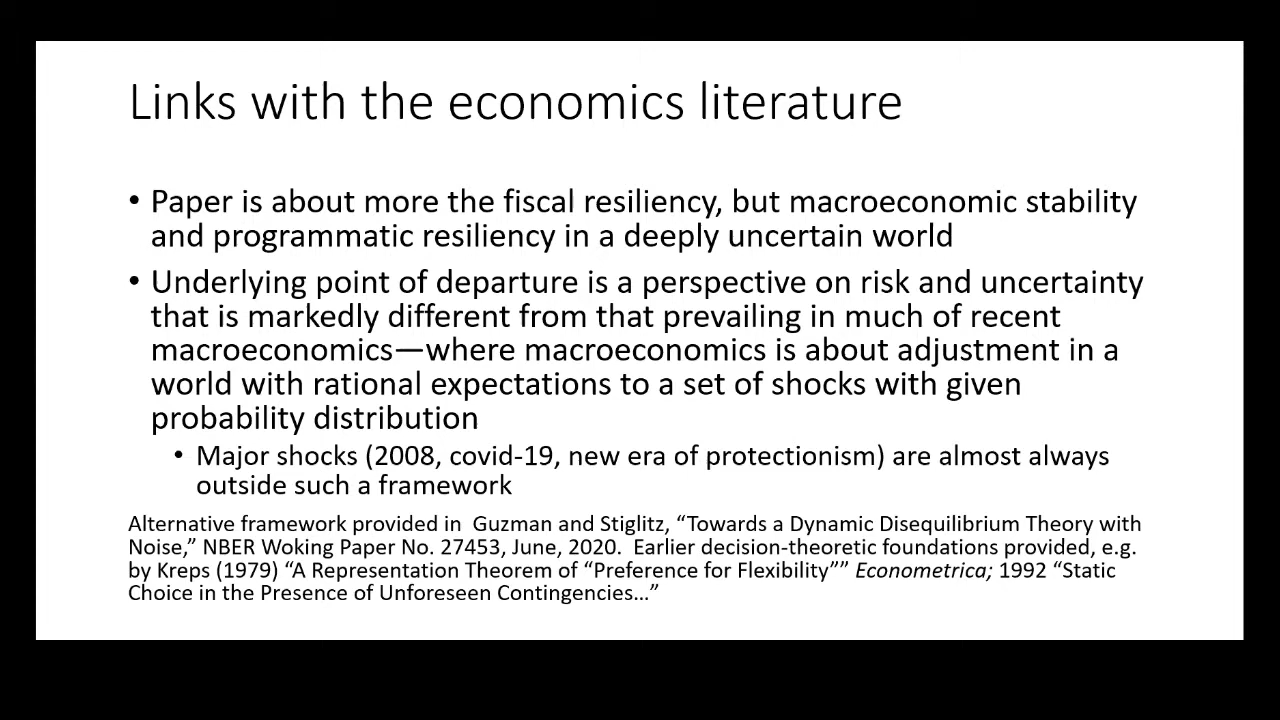 Links with the economics literature
• Paper is about more the fiscal resiliency, but macroeconomic stability
and programmatic resiliency in a deeply uncertain world
• Underlying point of departure is a perspective on risk and uncertainty
that is markedly different from that prevailing in much of recent
macroeconomics—where macroeconomics is about adjustment in a
world with rational expectations to a set of shocks with given
probability distribution
• Major shocks (2008, covid-19, new era of protectionism) are almost always
outside such a framework
Alternative framework provided in  Guzman and Stiglitz, “Towards a Dynamic Disequilibrium Theory with
Noise,” NBER Woking Paper No. 27453, June, 2020.  Earlier decision-theoretic foundations provided, e.g.
by Kreps (1979) “A Representation Theorem of “Preference for Flexibility”” Econometrica; 1992 “Static
Choice in the Presence of Unforeseen Contingencies…”